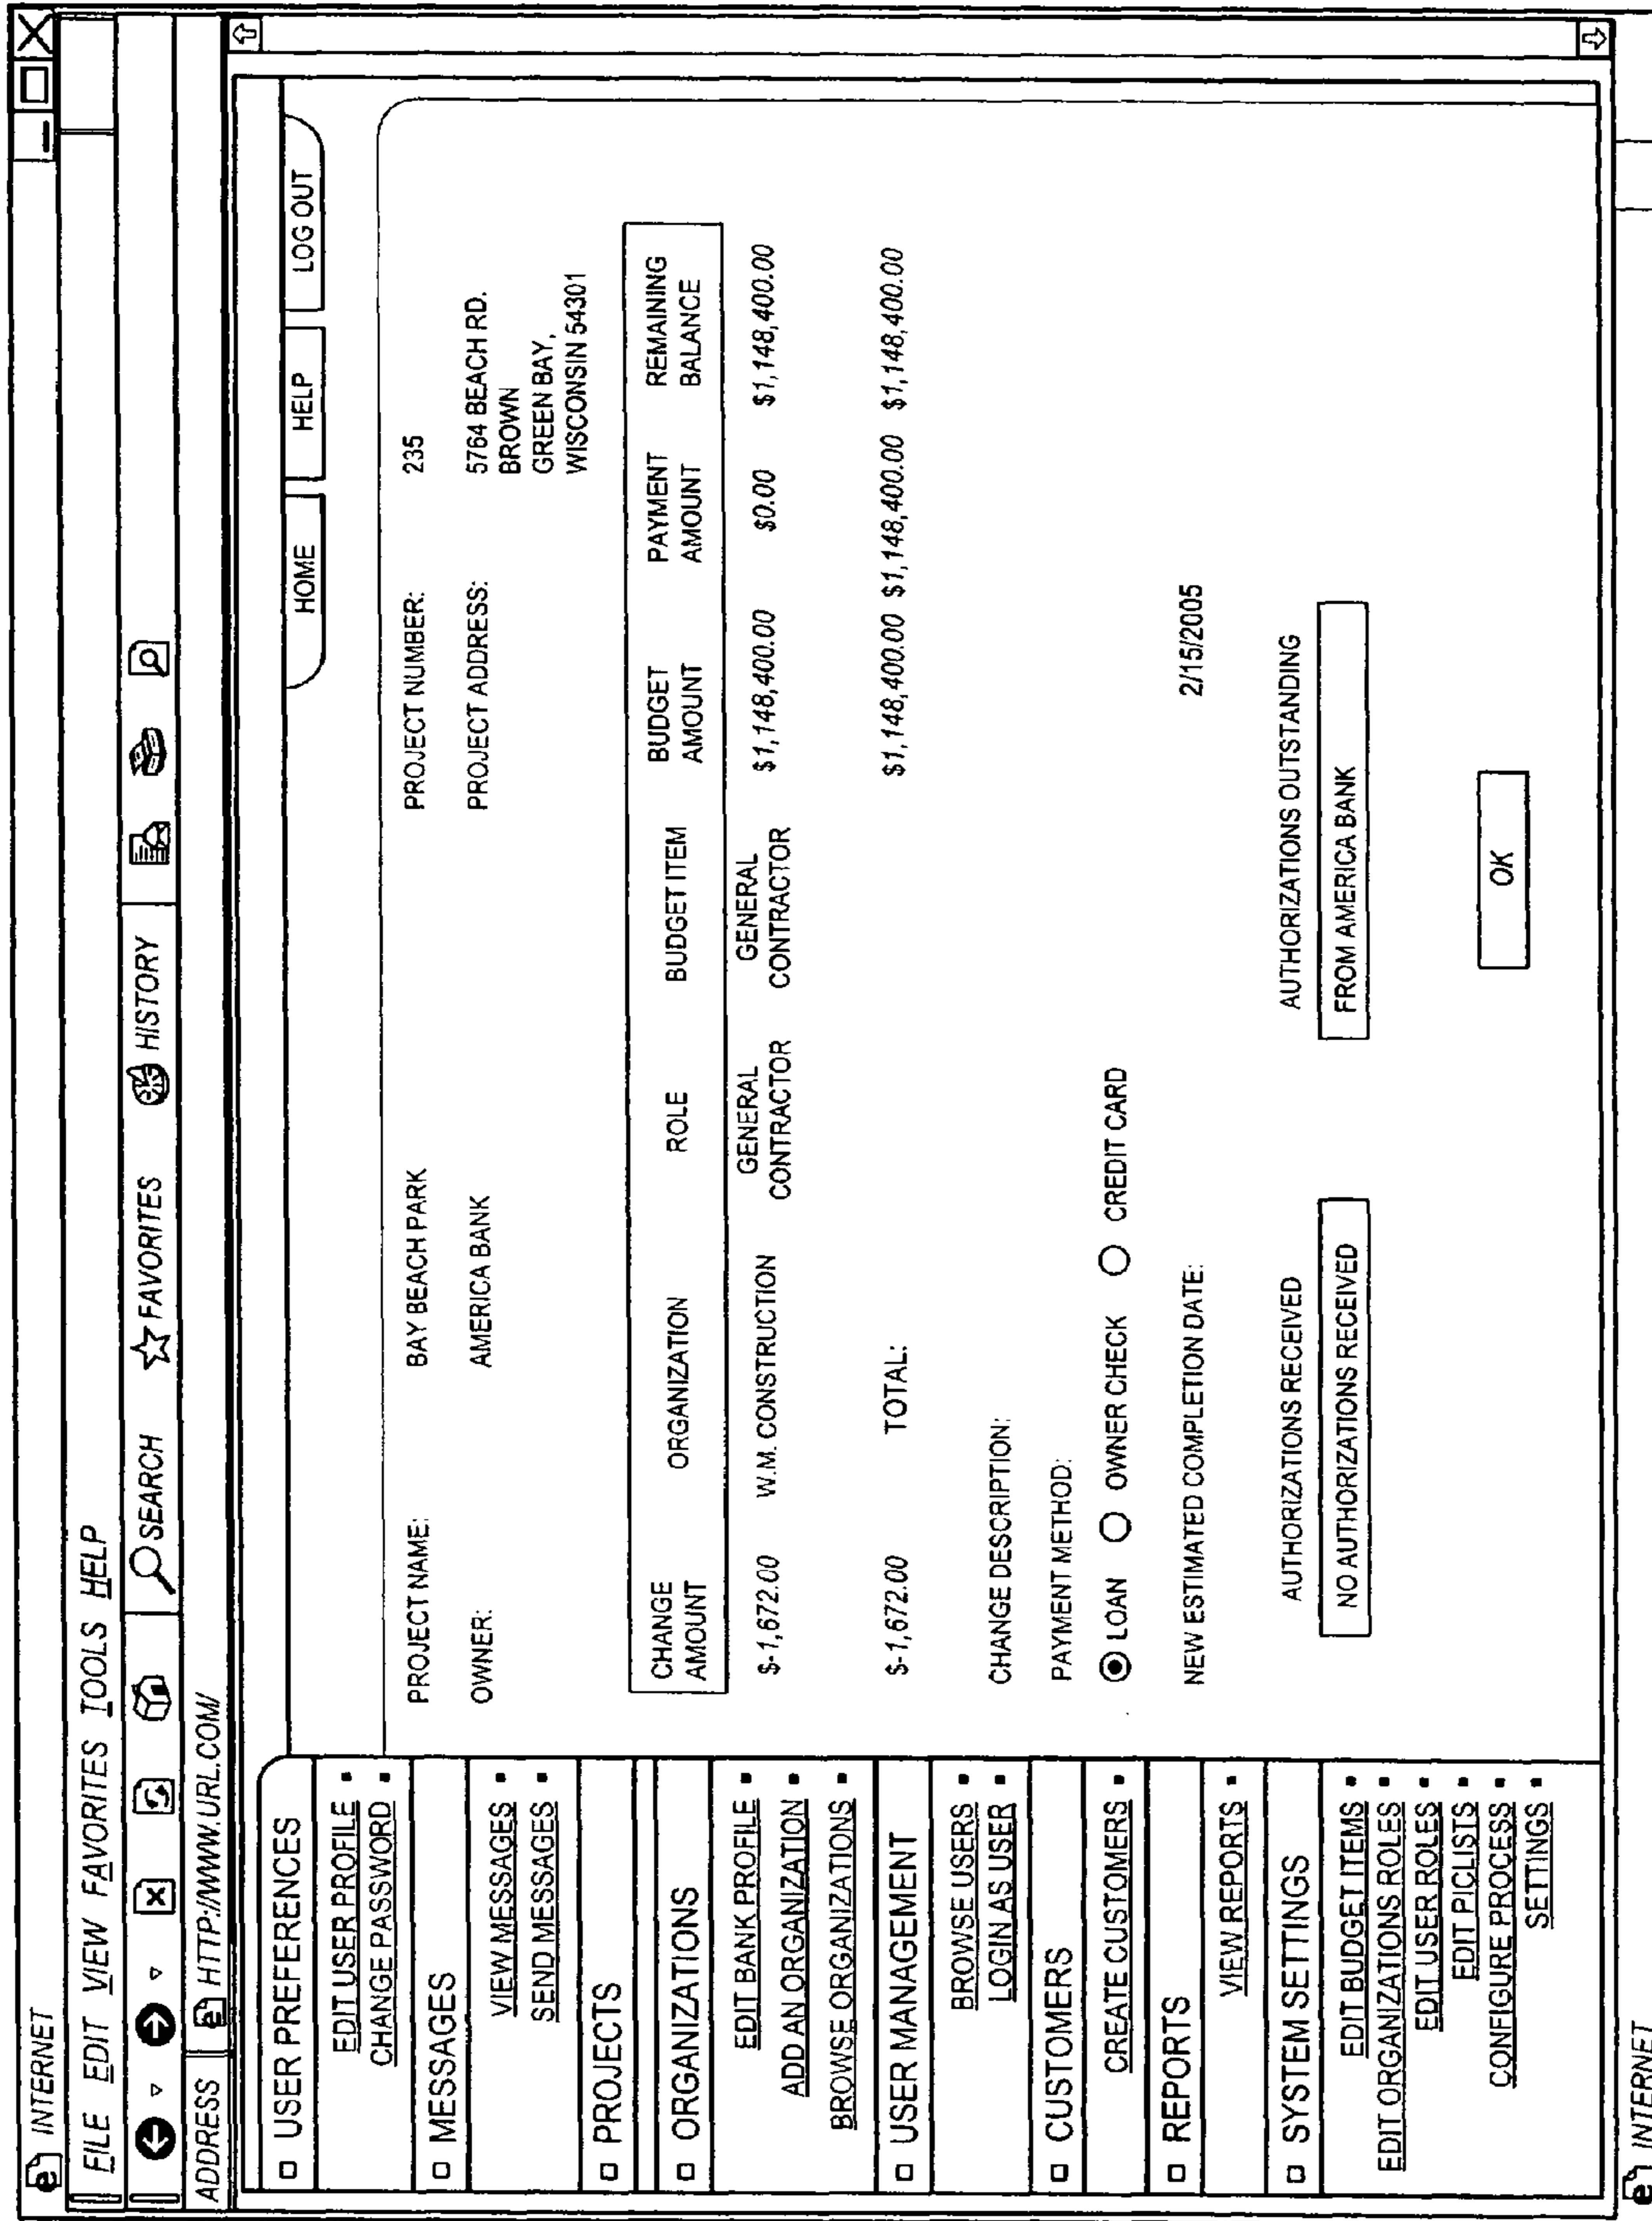 INTERNET
FILE EDIT VIEW FAVORITES TOOLS HELP
SEARCH FAVORITES HISTORY
ADDRESS HTTP://WWW.URL.COM/
HOME HELP LOG OUT
USER PREFERENCES
EDIT USER PROFILE
CHANGE PASSWORD
MESSAGES
VIEW MESSAGES
SEND MESSAGES
PROJECTS
ORGANIZATIONS
EDIT BANK PROFILE
ADD AN ORGANIZATION
BROWSE ORGANIZATIONS
USER MANAGEMENT
BROWSE USERS
LOGIN AS USER
CUSTOMERS
CREATE CUSTOMERS
REPORTS
VIEW REPORTS
SYSTEM SETTINGS
EDIT BUDGET ITEMS
EDIT ORGANIZATIONS ROLES
EDIT USER ROLES
EDIT PICLISTS
CONFIGURE PROCESS
SETTINGS
PROJECT NAME: BAY BEACH PARK PROJECT NUMBER: 235
OWNER: AMERICA BANK PROJECT ADDRESS: 5764 BEACH RD.
BROWN
GREEN BAY,
WISCONSIN 54301
CHANGE BUDGET PAYMENT REMAINING
ORGANIZATION ROLE BUDGET ITEM
AMOUNT AMOUNT AMOUNT BALANCE
GENERAL GENERAL
$-1,672.00 W.M. CONSTRUCTION $1,148,400.00 $0.00 $1,148,400.00
CONTRACTOR CONTRACTOR
$-1,672.00 TOTAL: $1,148,400.00 $1,148,400.00 $1,148,400.00
CHANGE DESCRIPTION:
PAYMENT METHOD:
LOAN OWNER CHECK CREDIT CARD
NEW ESTIMATED COMPLETION DATE: 2/15/2005
AUTHORIZATIONS RECEIVED AUTHORIZATIONS OUTSTANDING
NO AUTHORIZATIONS RECEIVED FROM AMERICA BANK
OK
INTERNET